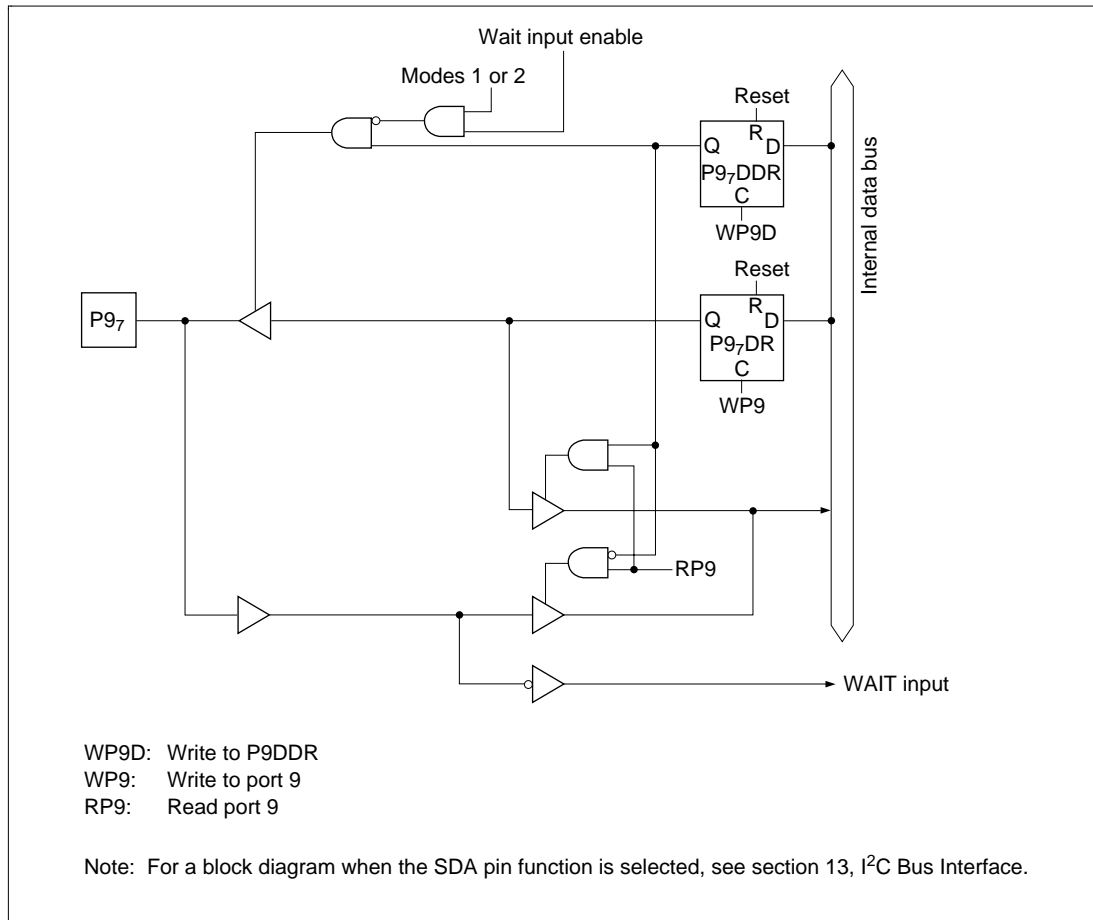 Wait input enable
Modes 1 or 2
Reset
R
Q D
P9₇DDR
C
WP9D
Internal data bus
Reset
R
P9₇ Q D
P9₇DR
C
WP9
RP9
WAIT input
WP9D: Write to P9DDR
WP9: Write to port 9
RP9: Read port 9
Note: For a block diagram when the SDA pin function is selected, see section 13, I²C Bus Interface.